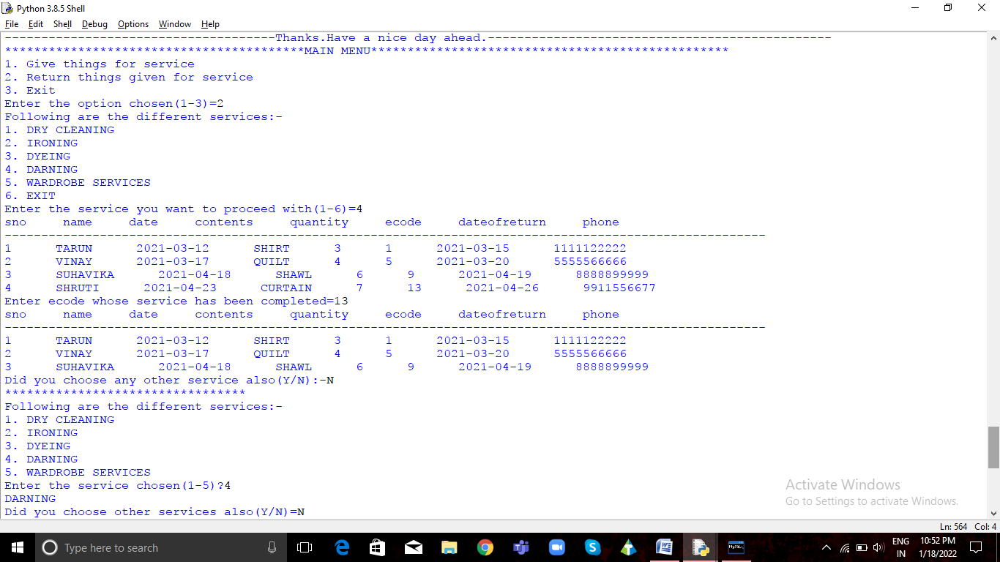 Python 3.8.5 Shell
File Edit Shell Debug Options Window Help
-------------------------------------Thanks.Have a nice day ahead.-----------------------------------------------
*****************************************MAIN MENU*************************************************
1. Give things for service
2. Return things given for service
3. Exit
Enter the option chosen(1-3)=2
Following are the different services:-
1. DRY CLEANING
2. IRONING
3. DYEING
4. DARNING
5. WARDROBE SERVICES
6. EXIT
Enter the service you want to proceed with(1-6)=4
sno     name     date     contents     quantity     ecode     dateofreturn     phone
--------------------------------------------------------------------------------------------------------
1      TARUN      2021-03-12      SHIRT      3      1      2021-03-15      1111122222
2      VINAY      2021-03-17      QUILT      4      5      2021-03-20      5555566666
3      SUHAVIKA      2021-04-18      SHAWL      6      9      2021-04-19      8888899999
4      SHRUTI      2021-04-23      CURTAIN      7      13      2021-04-26      9911556677
Enter ecode whose service has been completed=13
sno     name     date     contents     quantity     ecode     dateofreturn     phone
--------------------------------------------------------------------------------------------------------
1      TARUN      2021-03-12      SHIRT      3      1      2021-03-15      1111122222
2      VINAY      2021-03-17      QUILT      4      5      2021-03-20      5555566666
3      SUHAVIKA      2021-04-18      SHAWL      6      9      2021-04-19      8888899999
Did you choose any other service also(Y/N):-N
*********************************
Following are the different services:-
1. DRY CLEANING
2. IRONING
3. DYEING
4. DARNING
5. WARDROBE SERVICES
Enter the service chosen(1-5)?4
DARNING
Did you choose other services also(Y/N)=N
Activate Windows
Go to Settings to activate Windows.
Ln: 564 Col: 4
Type here to search
ENG
IN
10:52 PM
1/18/2022